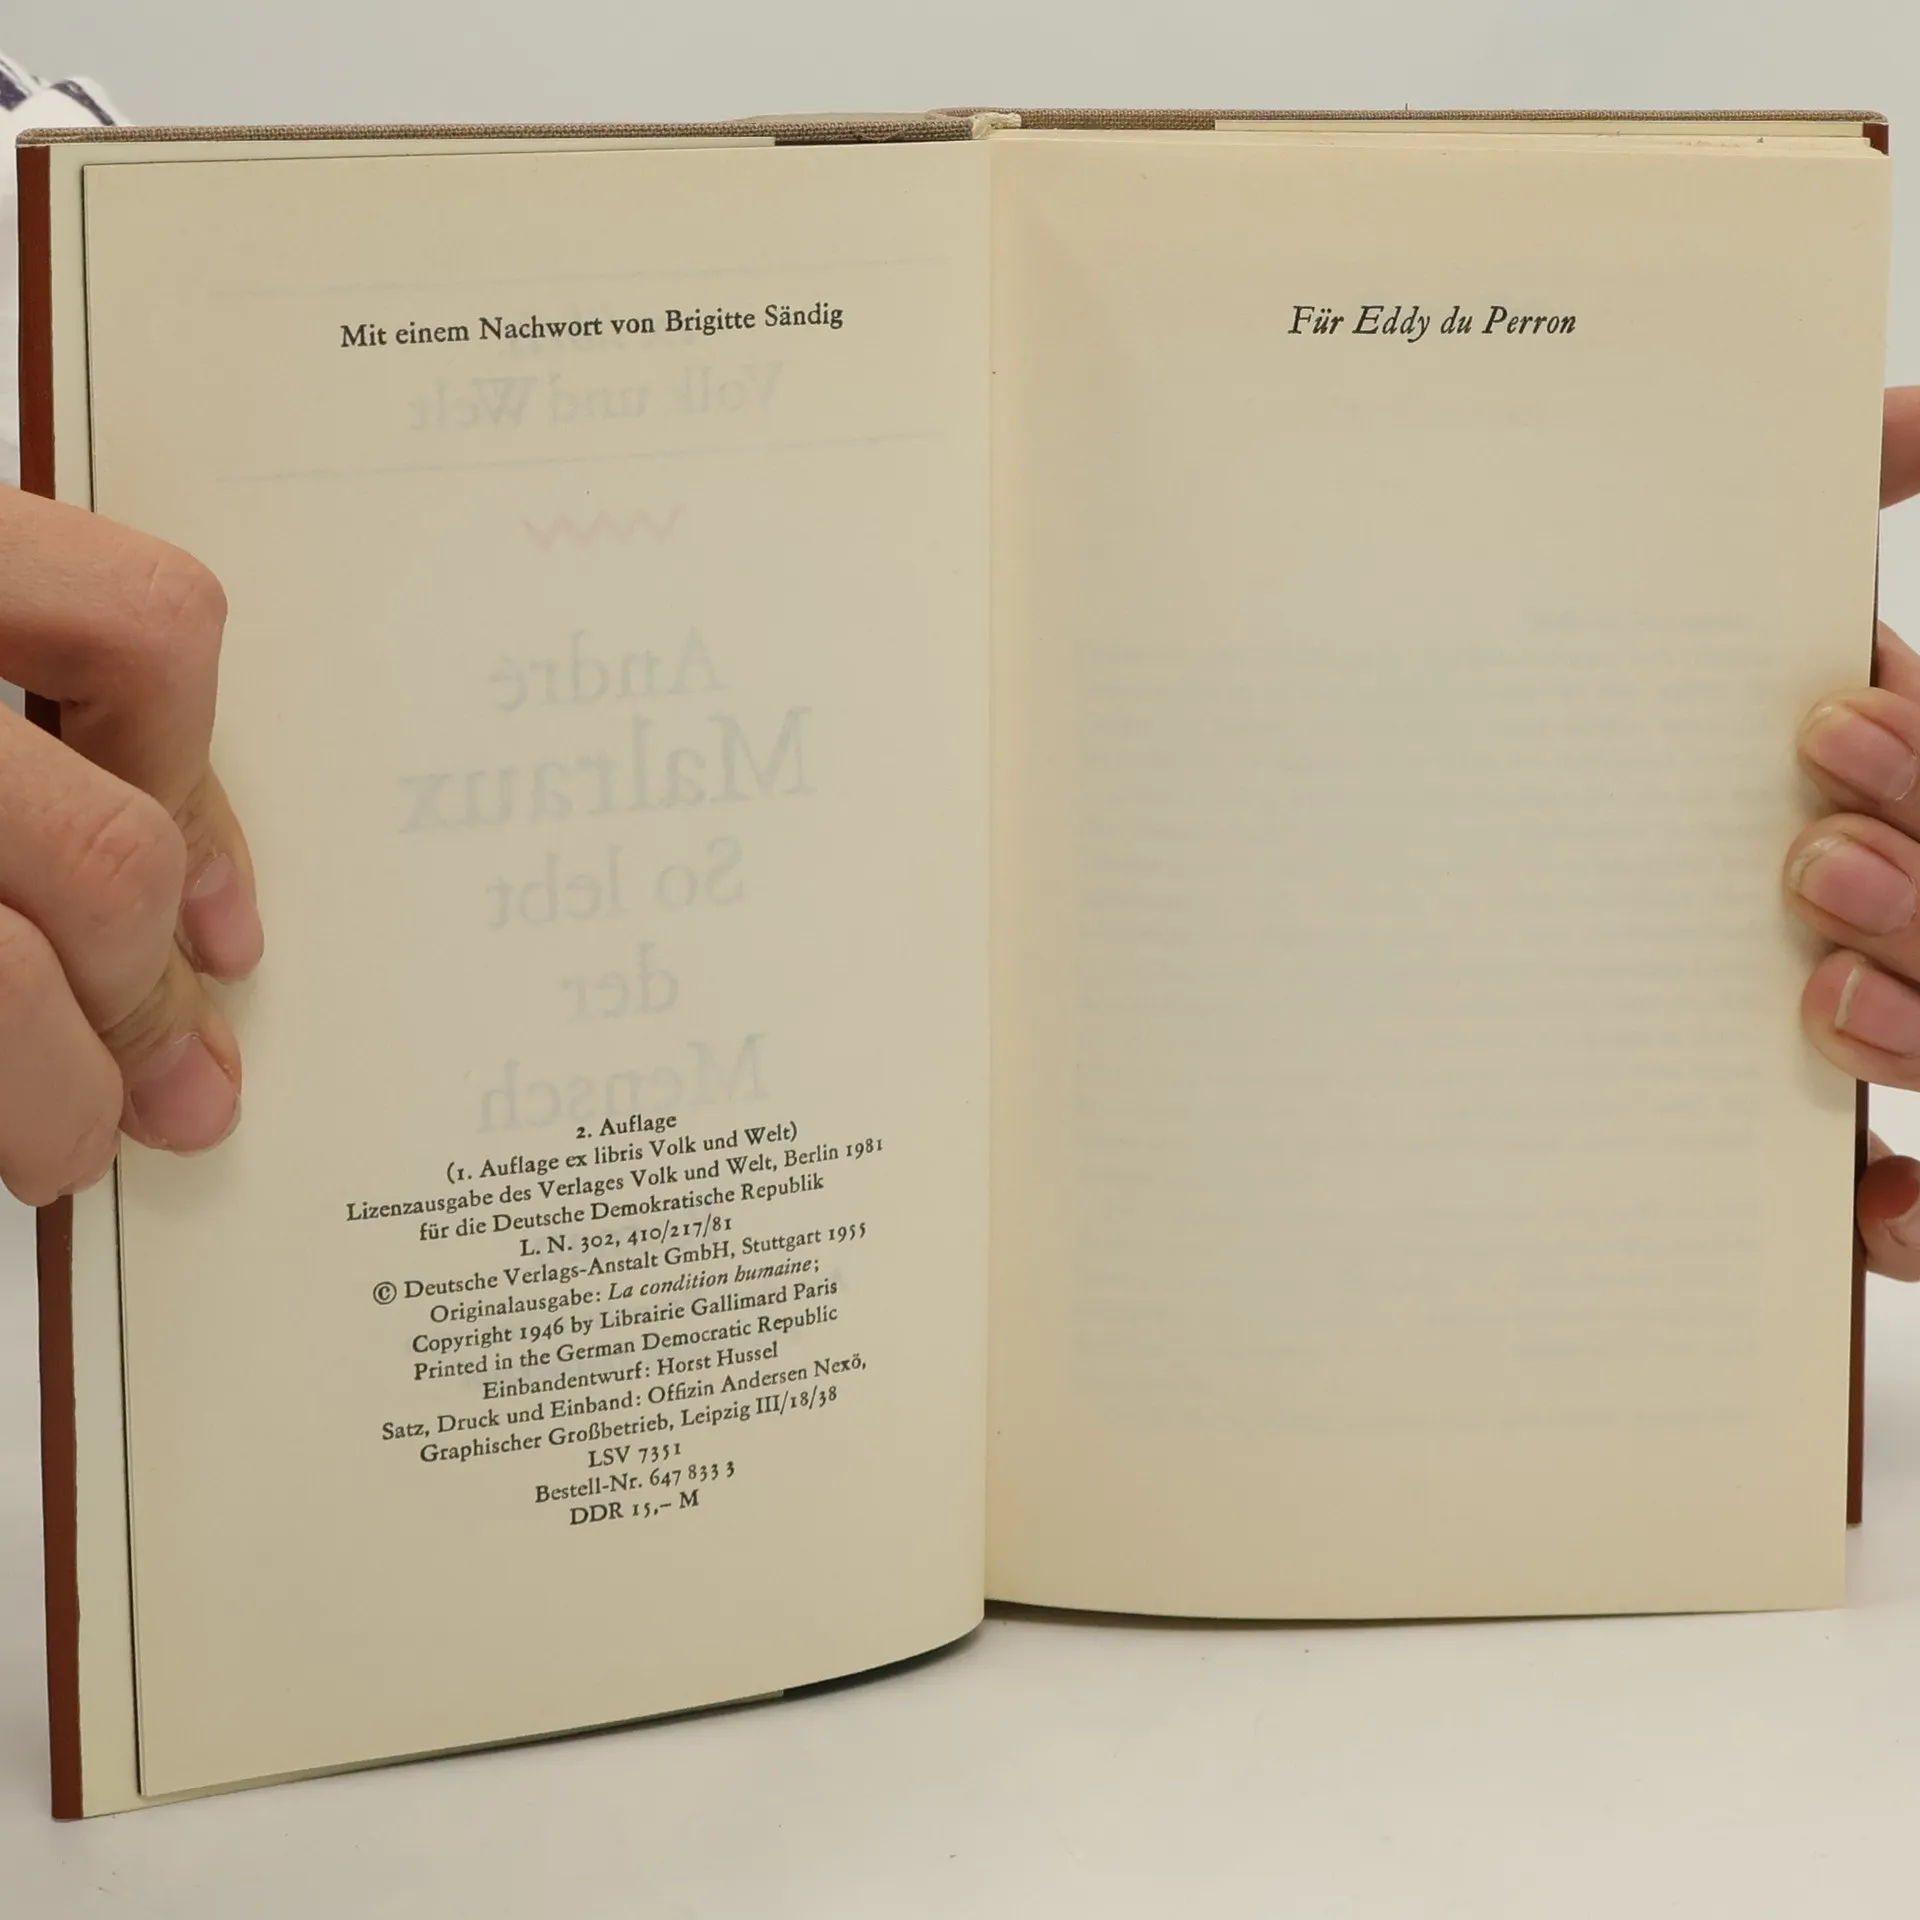 Mit einem Nachwort von Brigitte Sändig
2. Auflage
(1. Auflage ex libris Volk und Welt)
Lizenzausgabe des Verlages Volk und Welt, Berlin 1981
für die Deutsche Demokratische Republik
L. N. 302, 410/217/81
© Deutsche Verlags-Anstalt GmbH, Stuttgart 1955
Originalausgabe: La condition humaine;
Copyright 1946 by Librairie Gallimard Paris
Printed in the German Democratic Republic
Einbandentwurf: Horst Hussel
Satz, Druck und Einband: Offizin Andersen Nexö,
Graphischer Großbetrieb, Leipzig III/18/38
LSV 7351
Bestell-Nr. 647 833 3
DDR 15,– M
Für Eddy du Perron